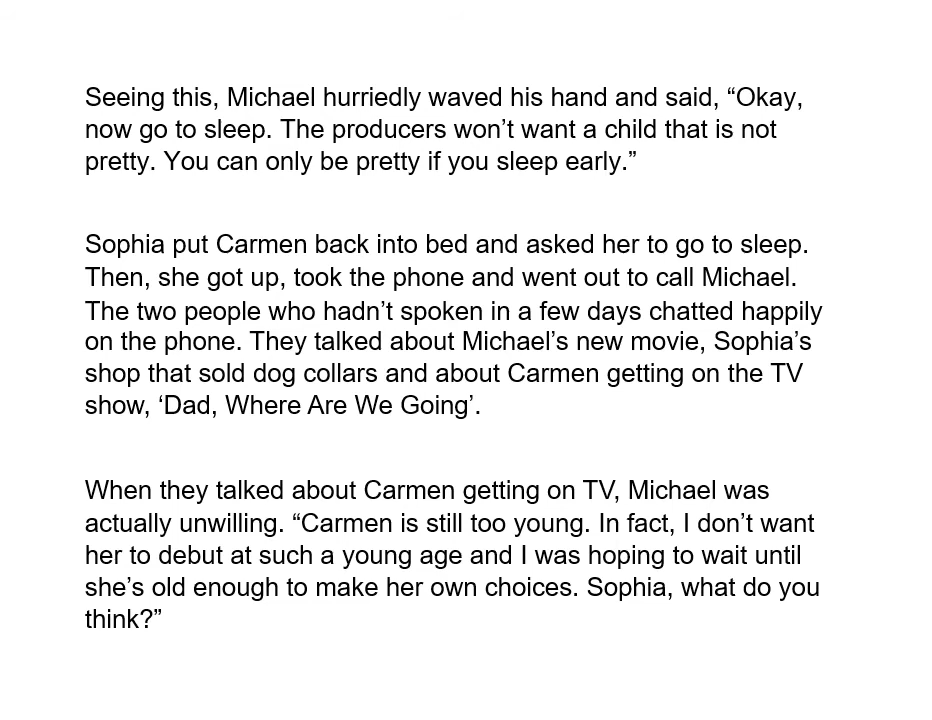 Seeing this, Michael hurriedly waved his hand and said, “Okay,
now go to sleep. The producers won’t want a child that is not
pretty. You can only be pretty if you sleep early.”
Sophia put Carmen back into bed and asked her to go to sleep.
Then, she got up, took the phone and went out to call Michael.
The two people who hadn’t spoken in a few days chatted happily
on the phone. They talked about Michael’s new movie, Sophia’s
shop that sold dog collars and about Carmen getting on the TV
show, ‘Dad, Where Are We Going’.
When they talked about Carmen getting on TV, Michael was
actually unwilling. “Carmen is still too young. In fact, I don’t want
her to debut at such a young age and I was hoping to wait until
she’s old enough to make her own choices. Sophia, what do you
think?”